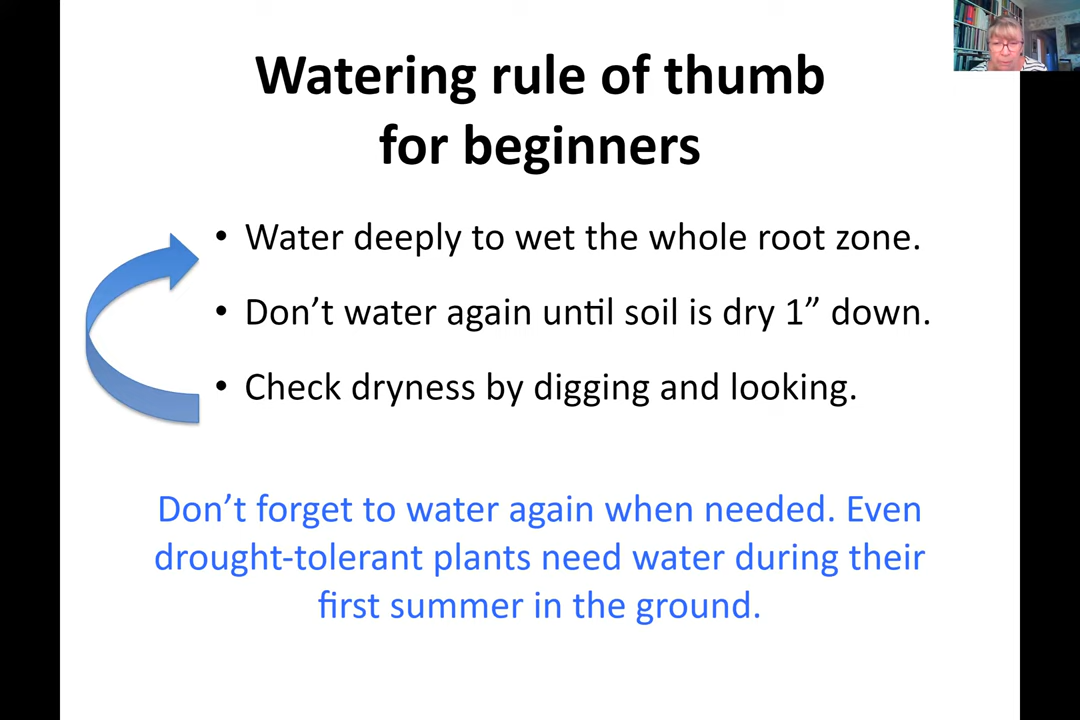 Watering rule of thumb
for beginners
• Water deeply to wet the whole root zone.
• Don’t water again until soil is dry 1” down.
• Check dryness by digging and looking.
Don’t forget to water again when needed. Even
drought-tolerant plants need water during their
first summer in the ground.